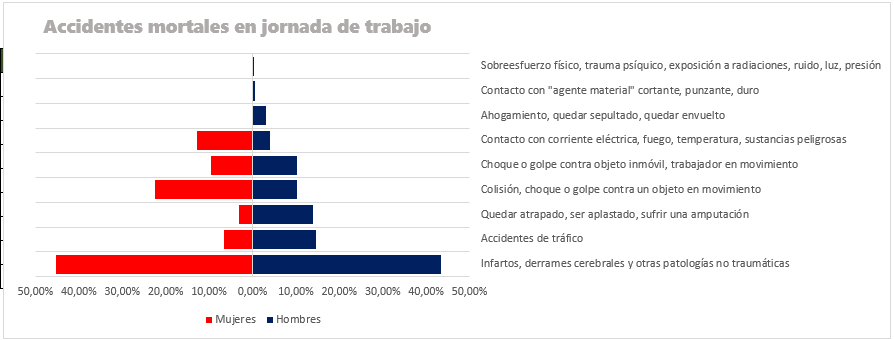 Accidentes mortales en jornada de trabajo
Sobreesfuerzo físico, trauma psíquico, exposición a radiaciones, ruido, luz, presión
Contacto con "agente material" cortante, punzante, duro
Ahogamiento, quedar sepultado, quedar envuelto
Contacto con corriente eléctrica, fuego, temperatura, sustancias peligrosas
Choque o golpe contra objeto inmóvil, trabajador en movimiento
Colisión, choque o golpe contra un objeto en movimiento
Quedar atrapado, ser aplastado, sufrir una amputación
Accidentes de tráfico
Infartos, derrames cerebrales y otras patologías no traumáticas
50,00% 40,00% 30,00% 20,00% 10,00% 0,00% 10,00% 20,00% 30,00% 40,00% 50,00%
Mujeres Hombres